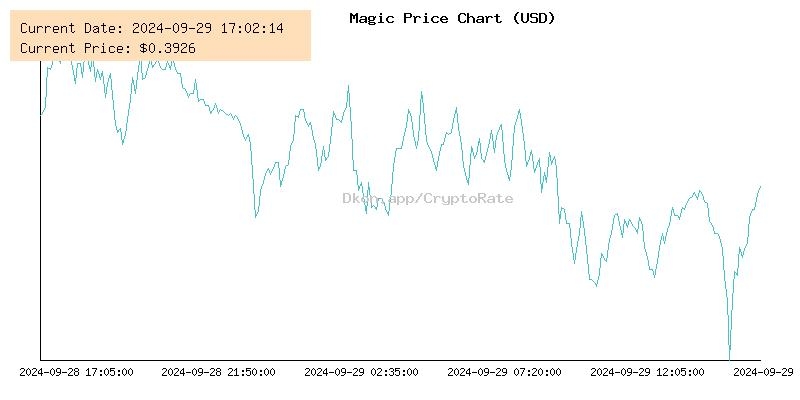 Magic Price Chart (USD)
Current Date: 2024-09-29 17:02:14
Current Price: $0.3926
Dkon.app/CryptoRate
2024-09-28 17:05:00 2024-09-28 21:50:00 2024-09-29 02:35:00 2024-09-29 07:20:00 2024-09-29 12:05:00 2024-09-29